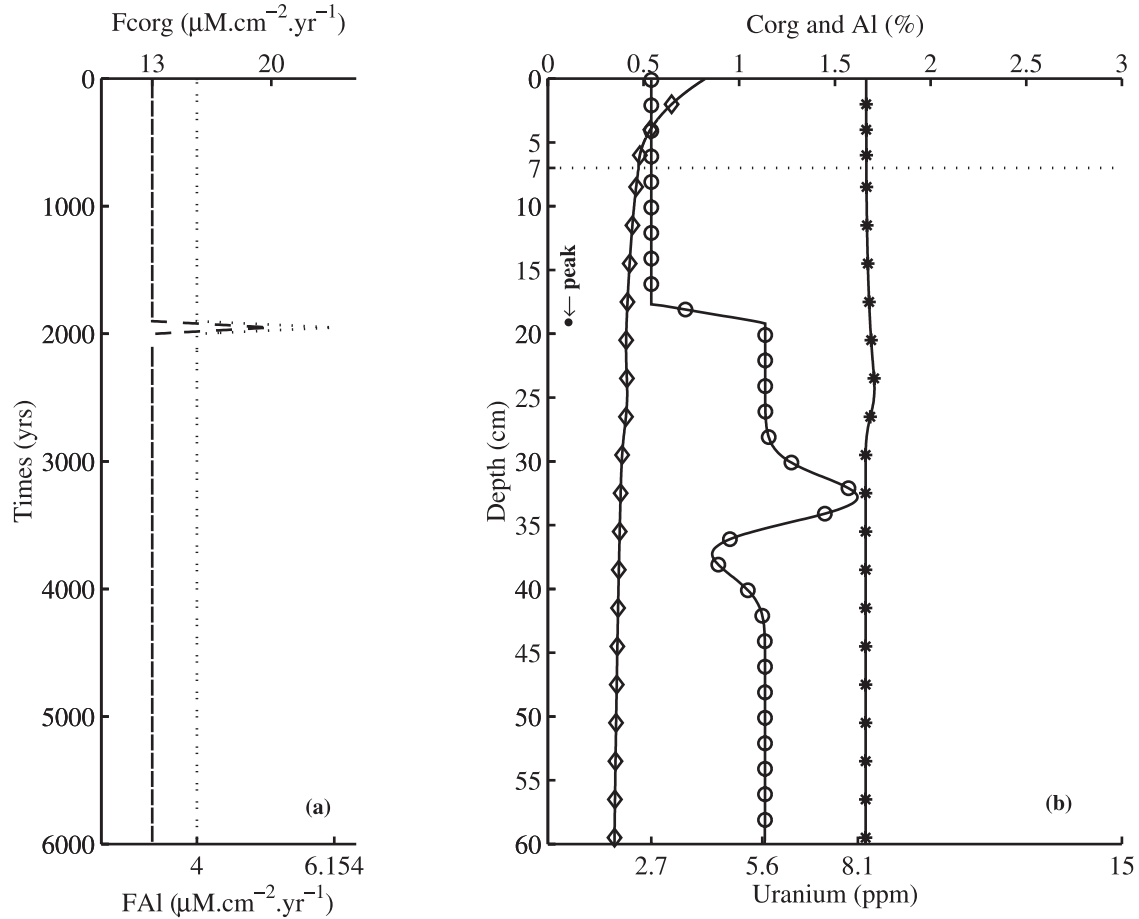 Fcorg (μM.cm−2.yr−1)
13 20
0
1000
2000
3000
4000
5000
6000
Times (yrs)
(a)
4 6.154
FAl (μM.cm−2.yr−1)
Corg and Al (%)
0 0.5 1 1.5 2 2.5 3
0
5
7
10
15
20
25
30
35
40
45
50
55
60
Depth (cm)
← peak
(b)
2.7 5.6 8.1 15
Uranium (ppm)